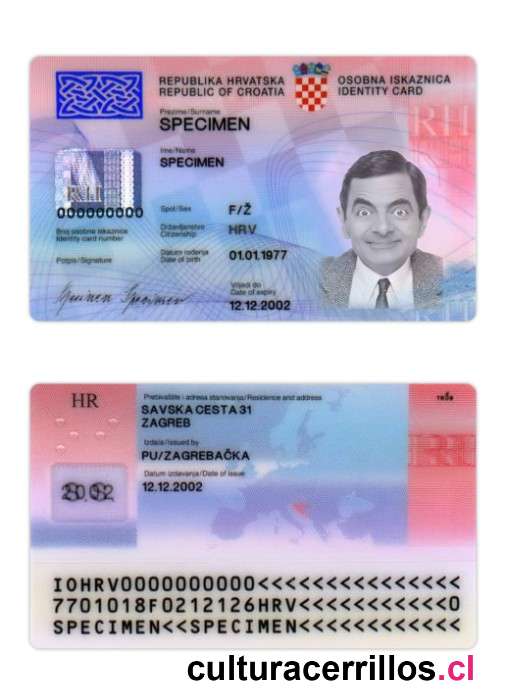 REPUBLIKA HRVATSKA
REPUBLIC OF CROATIA
OSOBNA ISKAZNICA
IDENTITY CARD
Prezime/Surname
SPECIMEN
Ime/Name
SPECIMEN
RH
RH
000000000
Broj osobne iskaznice
Identity card number
Spol/Sex
F/Ž
Državljanstvo
Citizenship
HRV
Potpis/Signature
Datum rođenja
Date of birth
01.01.1977
Specimen Specimen
Vrijedi do
Date of expiry
12.12.2002
HR
Prebivalište i adresa stanovanja/Residence and address
SAVSKA CESTA 31
ZAGREB
Izdala/Issued by
PU/ZAGREBAČKA
Datum izdavanja/Date of issue
12.12.2002
RH
IOHRV0000000000<<<<<<<<<<<<<<<
7701018F0212126HRV<<<<<<<<<<<0
SPECIMEN<<SPECIMEN<<<<<<<<<<<<
culturacerrillos.cl